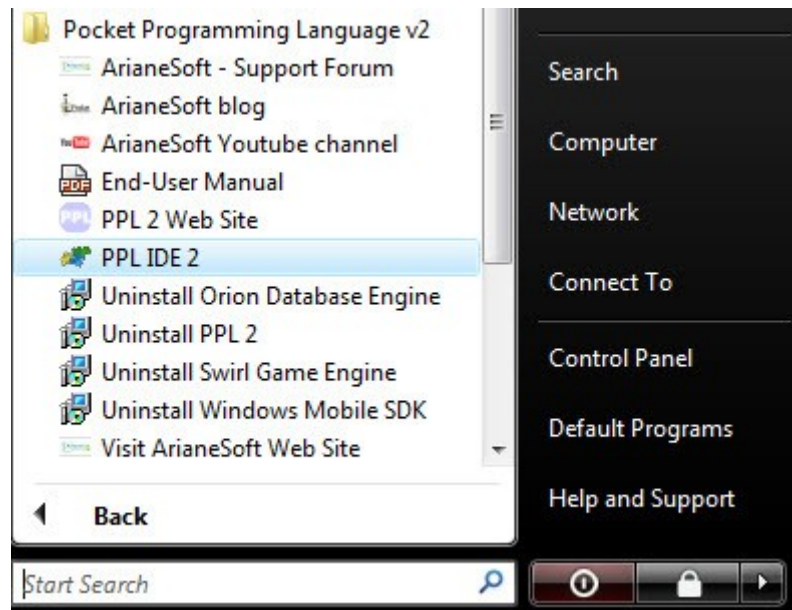 Pocket Programming Language v2
ArianeSoft - Support Forum
ArianeSoft blog
ArianeSoft Youtube channel
End-User Manual
PPL 2 Web Site
PPL IDE 2
Uninstall Orion Database Engine
Uninstall PPL 2
Uninstall Swirl Game Engine
Uninstall Windows Mobile SDK
Visit ArianeSoft Web Site
Back
Start Search
Search
Computer
Network
Connect To
Control Panel
Default Programs
Help and Support